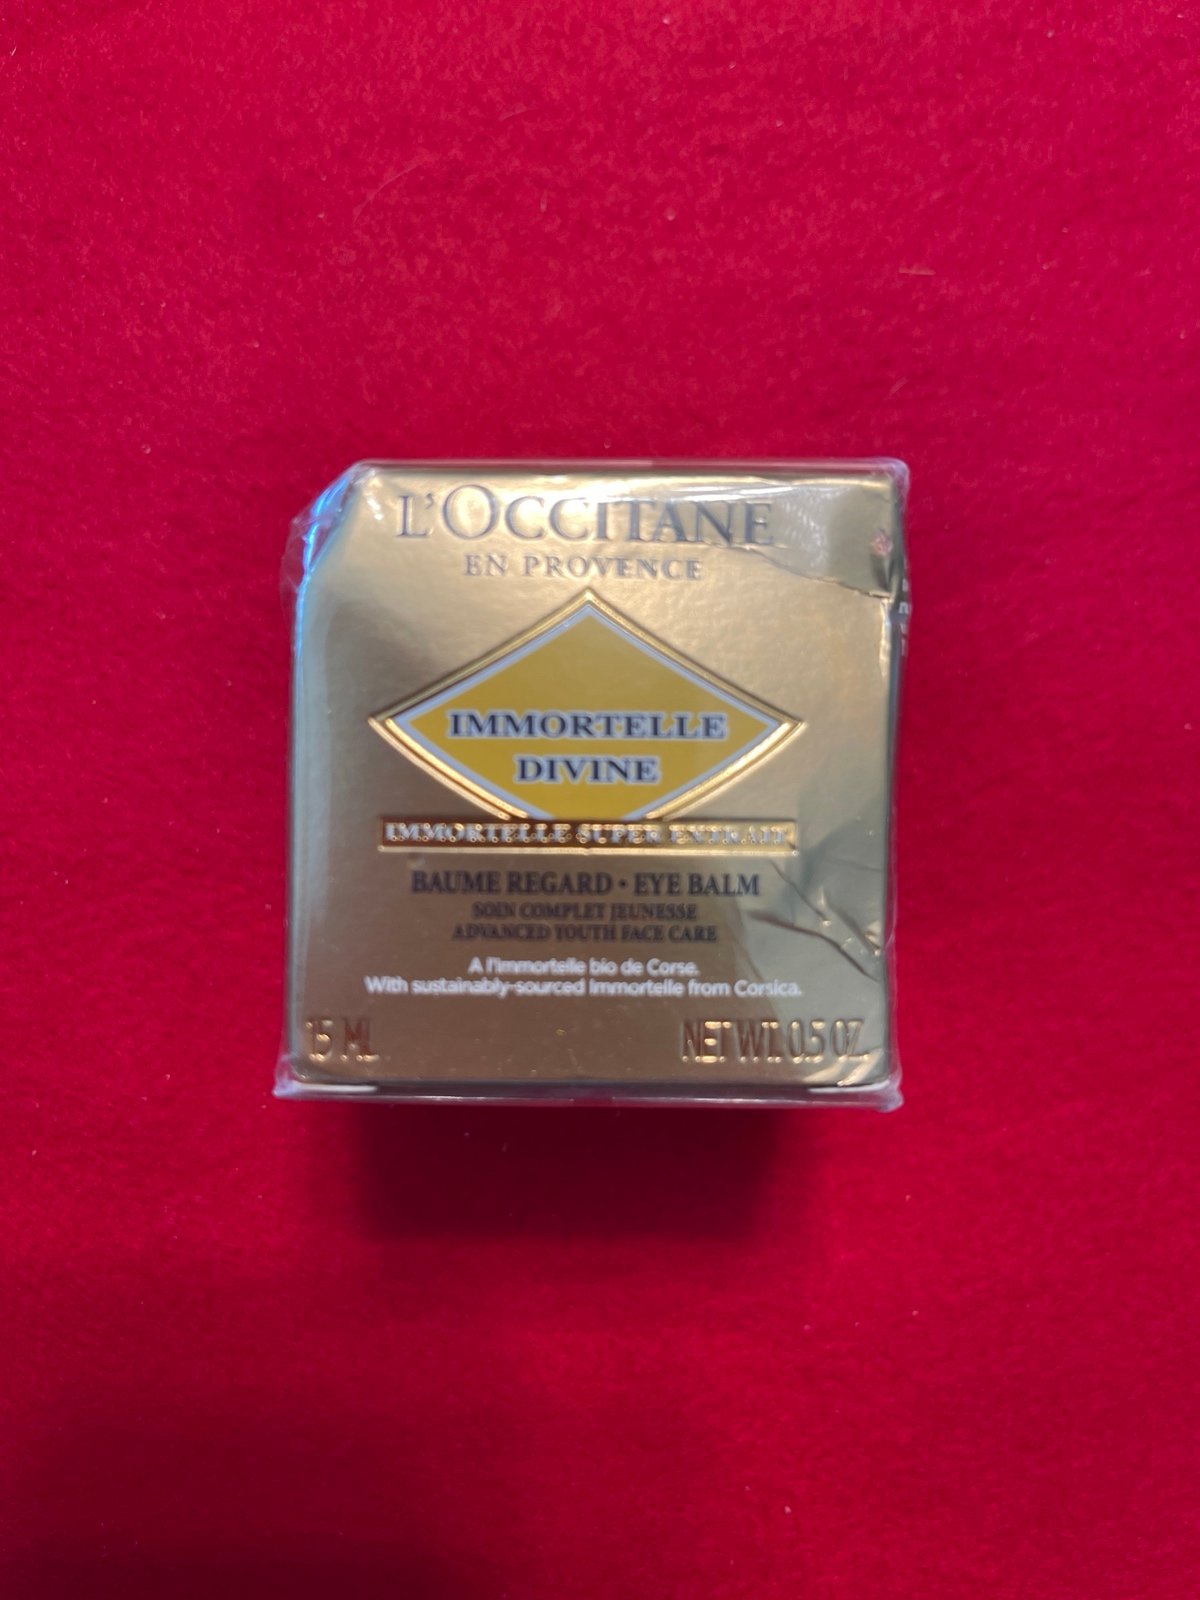 L'OCCITANE
EN PROVENCE
IMMORTELLE
DIVINE
IMMORTELLE SUPER EXTRAIT
BAUME REGARD • EYE BALM
SOIN COMPLET JEUNESSE
ADVANCED YOUTH FACE CARE
A l'immortelle bio de Corse.
With sustainably-sourced Immortelle from Corsica.
15 ML
NET WT. 0.5 OZ.